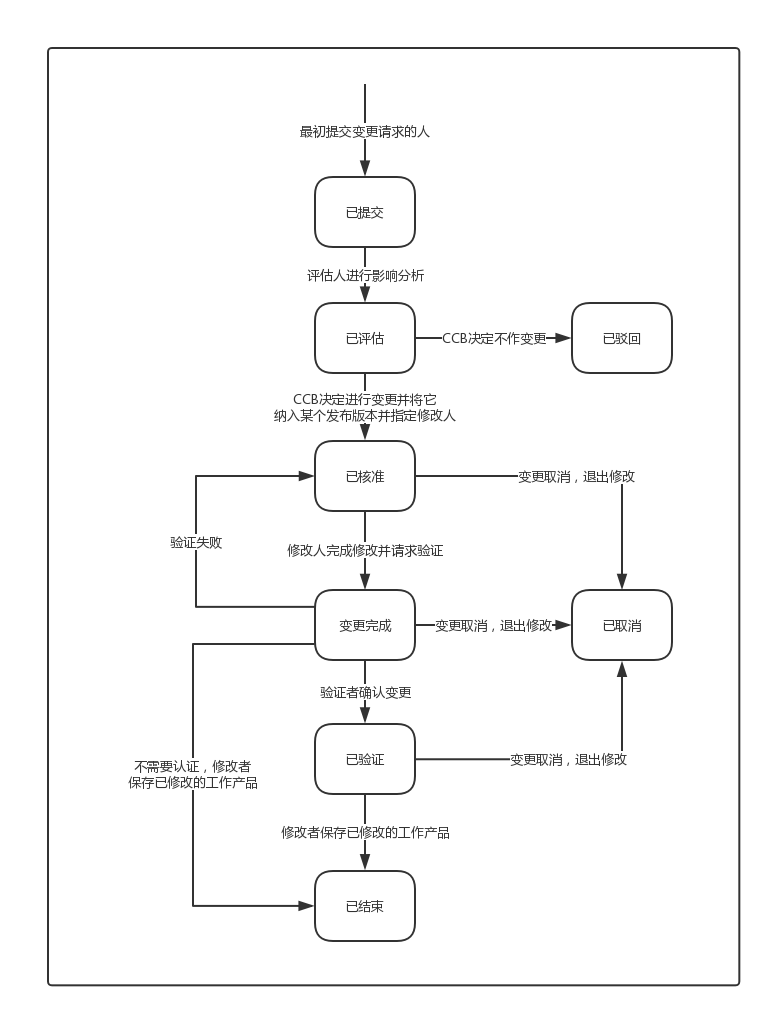 最初提交变更请求的人
已提交
评估人进行影响分析
已评估
CCB决定不作变更
已驳回
CCB决定进行变更并将它
纳入某个发布版本并指定修改人
已核准
变更取消，退出修改
验证失败
修改人完成修改并请求验证
变更完成
变更取消，退出修改
已取消
验证者确认变更
不需要认证，修改者
保存已修改的工作产品
已验证
变更取消，退出修改
修改者保存已修改的工作产品
已结束